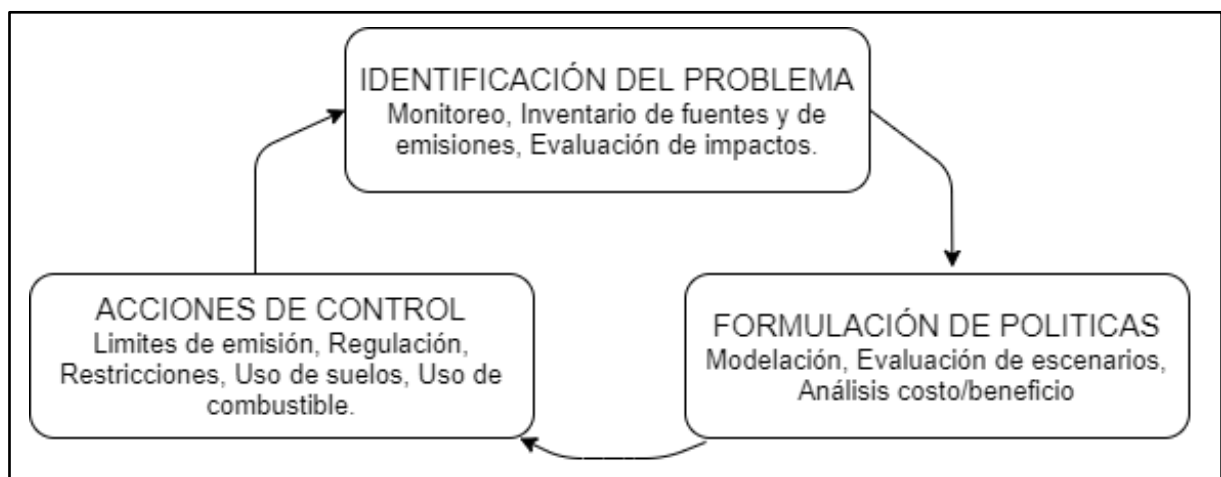 IDENTIFICACIÓN DEL PROBLEMA
Monitoreo, Inventario de fuentes y de
emisiones, Evaluación de impactos.
ACCIONES DE CONTROL
Limites de emisión, Regulación,
Restricciones, Uso de suelos, Uso de
combustible.
FORMULACIÓN DE POLITICAS
Modelación, Evaluación de escenarios,
Análisis costo/beneficio